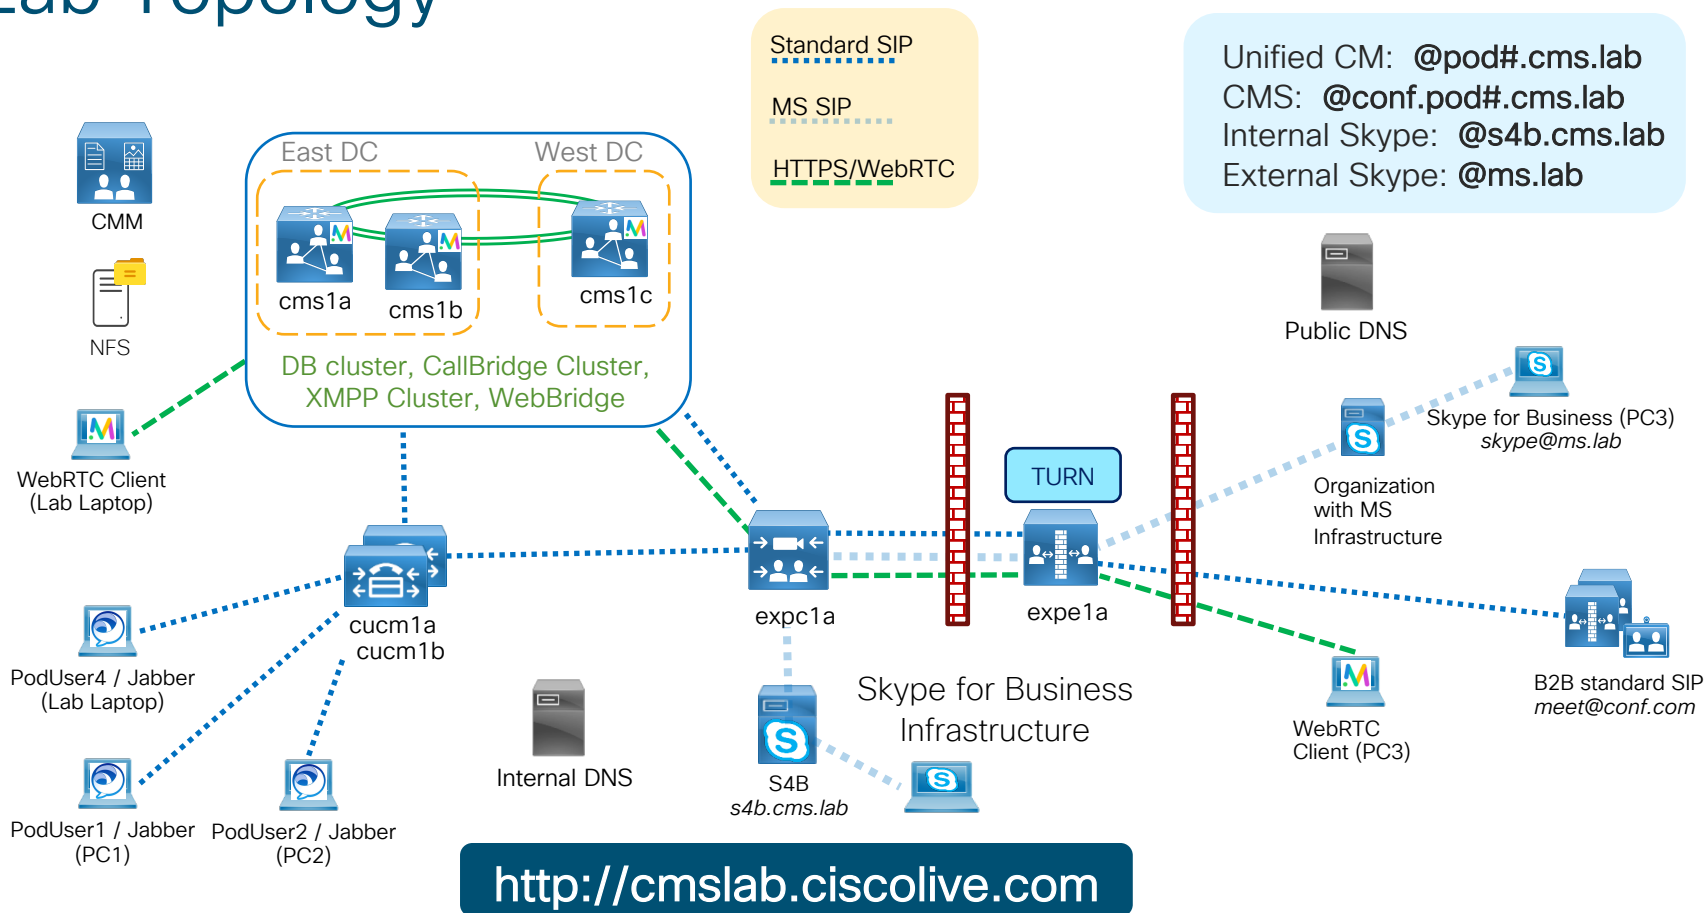 Lab Topology
Standard SIP
MS SIP
HTTPS/WebRTC
Unified CM: @pod#.cms.lab
CMS: @conf.pod#.cms.lab
Internal Skype: @s4b.cms.lab
External Skype: @ms.lab
CMM
NFS
East DC
West DC
cms1a
cms1b
cms1c
DB cluster, CallBridge Cluster,
XMPP Cluster, WebBridge
WebRTC Client
(Lab Laptop)
Public DNS
Skype for Business (PC3)
skype@ms.lab
Organization
with MS
Infrastructure
TURN
expc1a
expe1a
cucm1a
cucm1b
PodUser4 / Jabber
(Lab Laptop)
PodUser1 / Jabber
(PC1)
PodUser2 / Jabber
(PC2)
Internal DNS
S4B
s4b.cms.lab
Skype for Business
Infrastructure
WebRTC
Client (PC3)
B2B standard SIP
meet@conf.com
http://cmslab.ciscolive.com